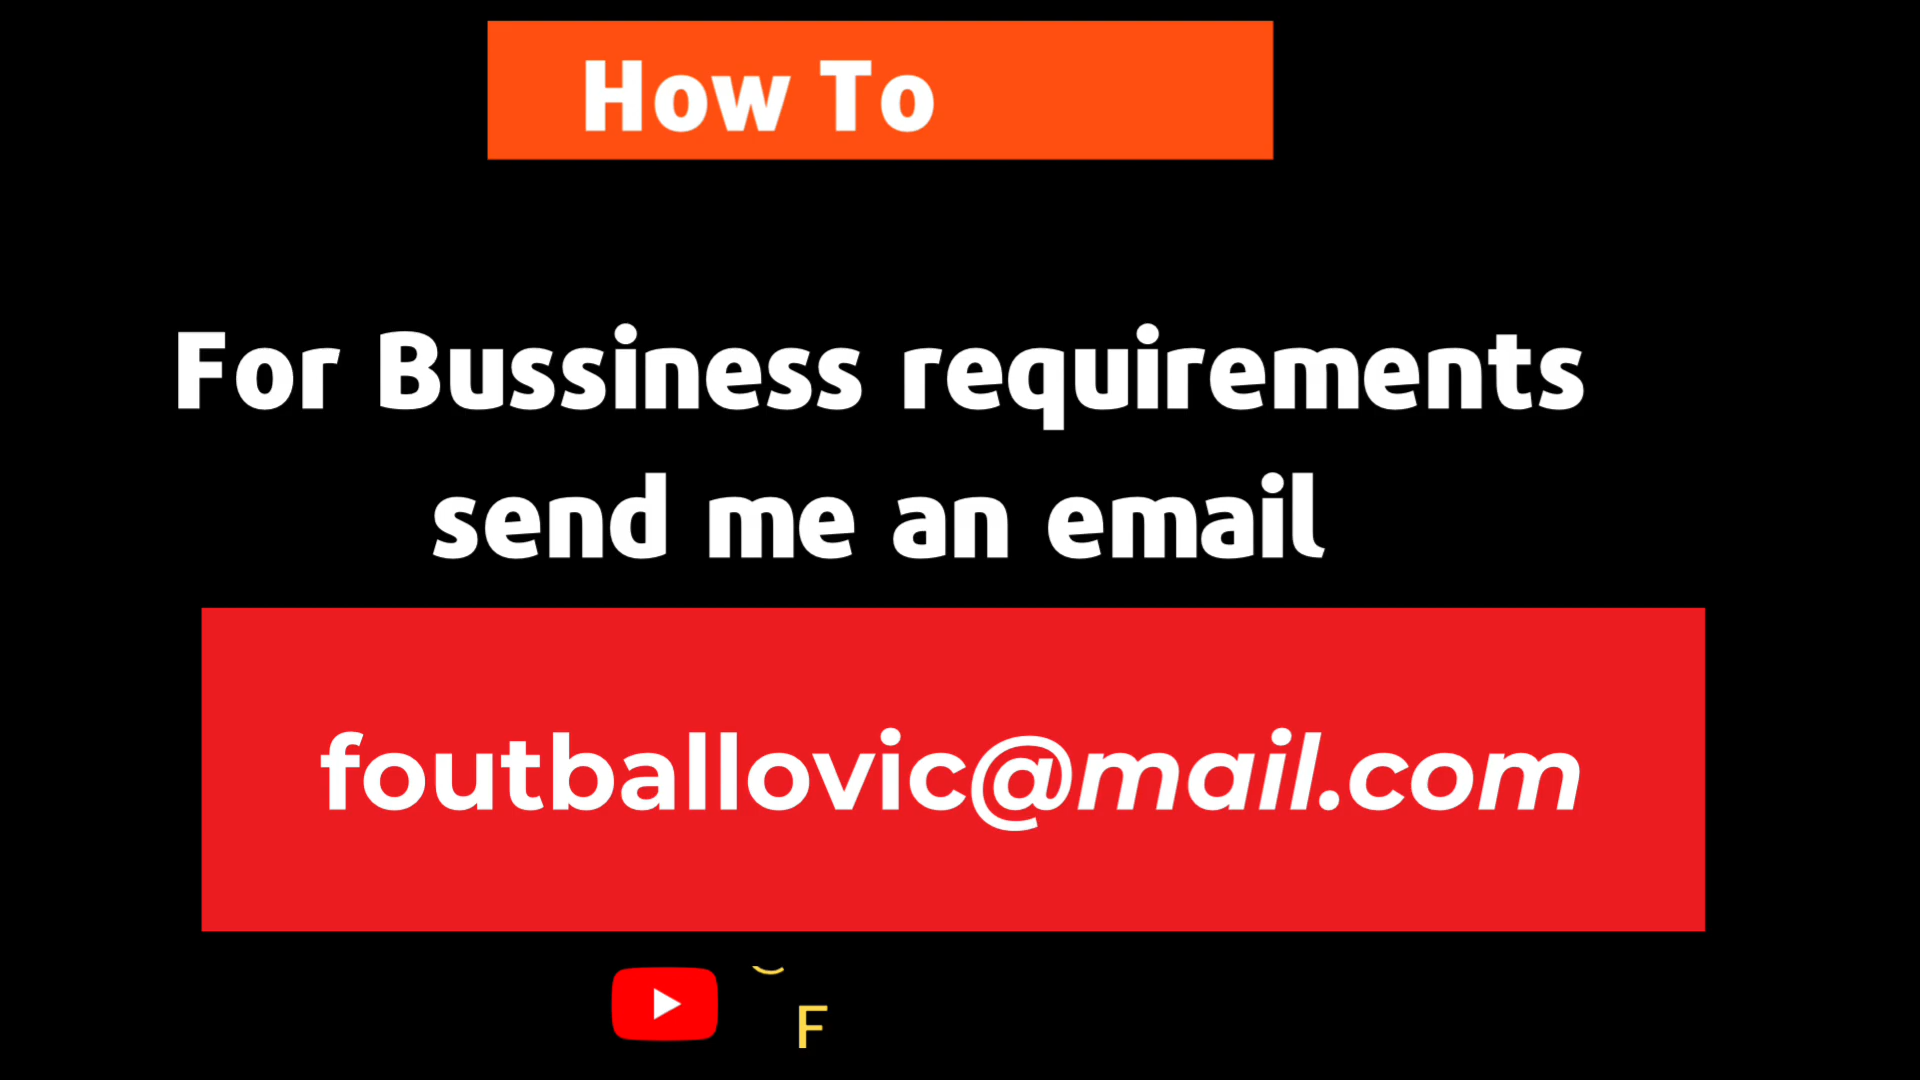 How To
For Bussiness requirements
send me an email
foutballovic@mail.com
F